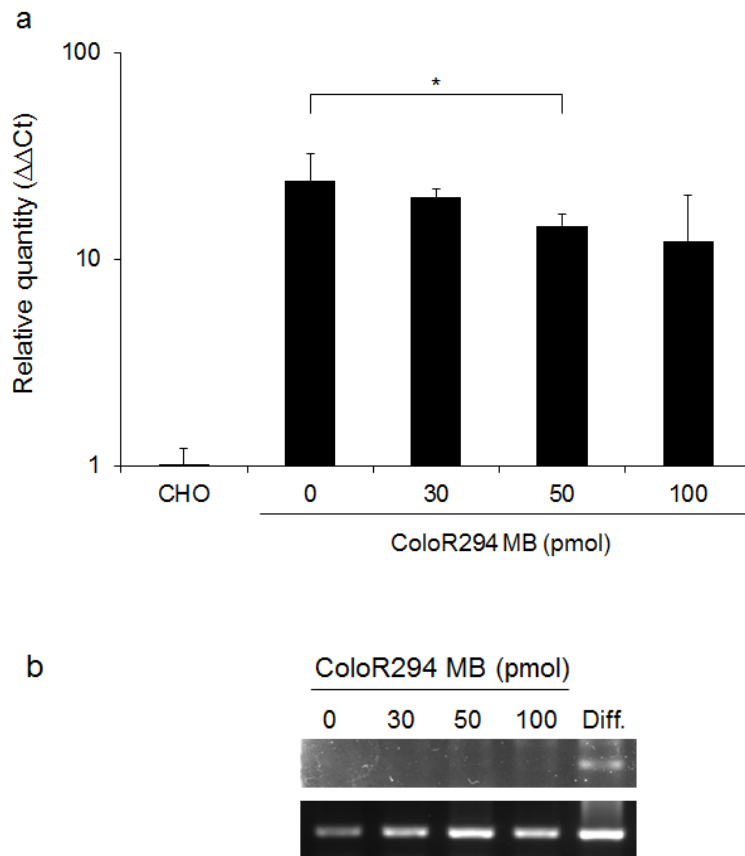 a
100
*
10
1
Relative quantity (ΔΔCt)
CHO 0 30 50 100
ColoR294 MB (pmol)
b
ColoR294 MB (pmol)
0 30 50 100 Diff.